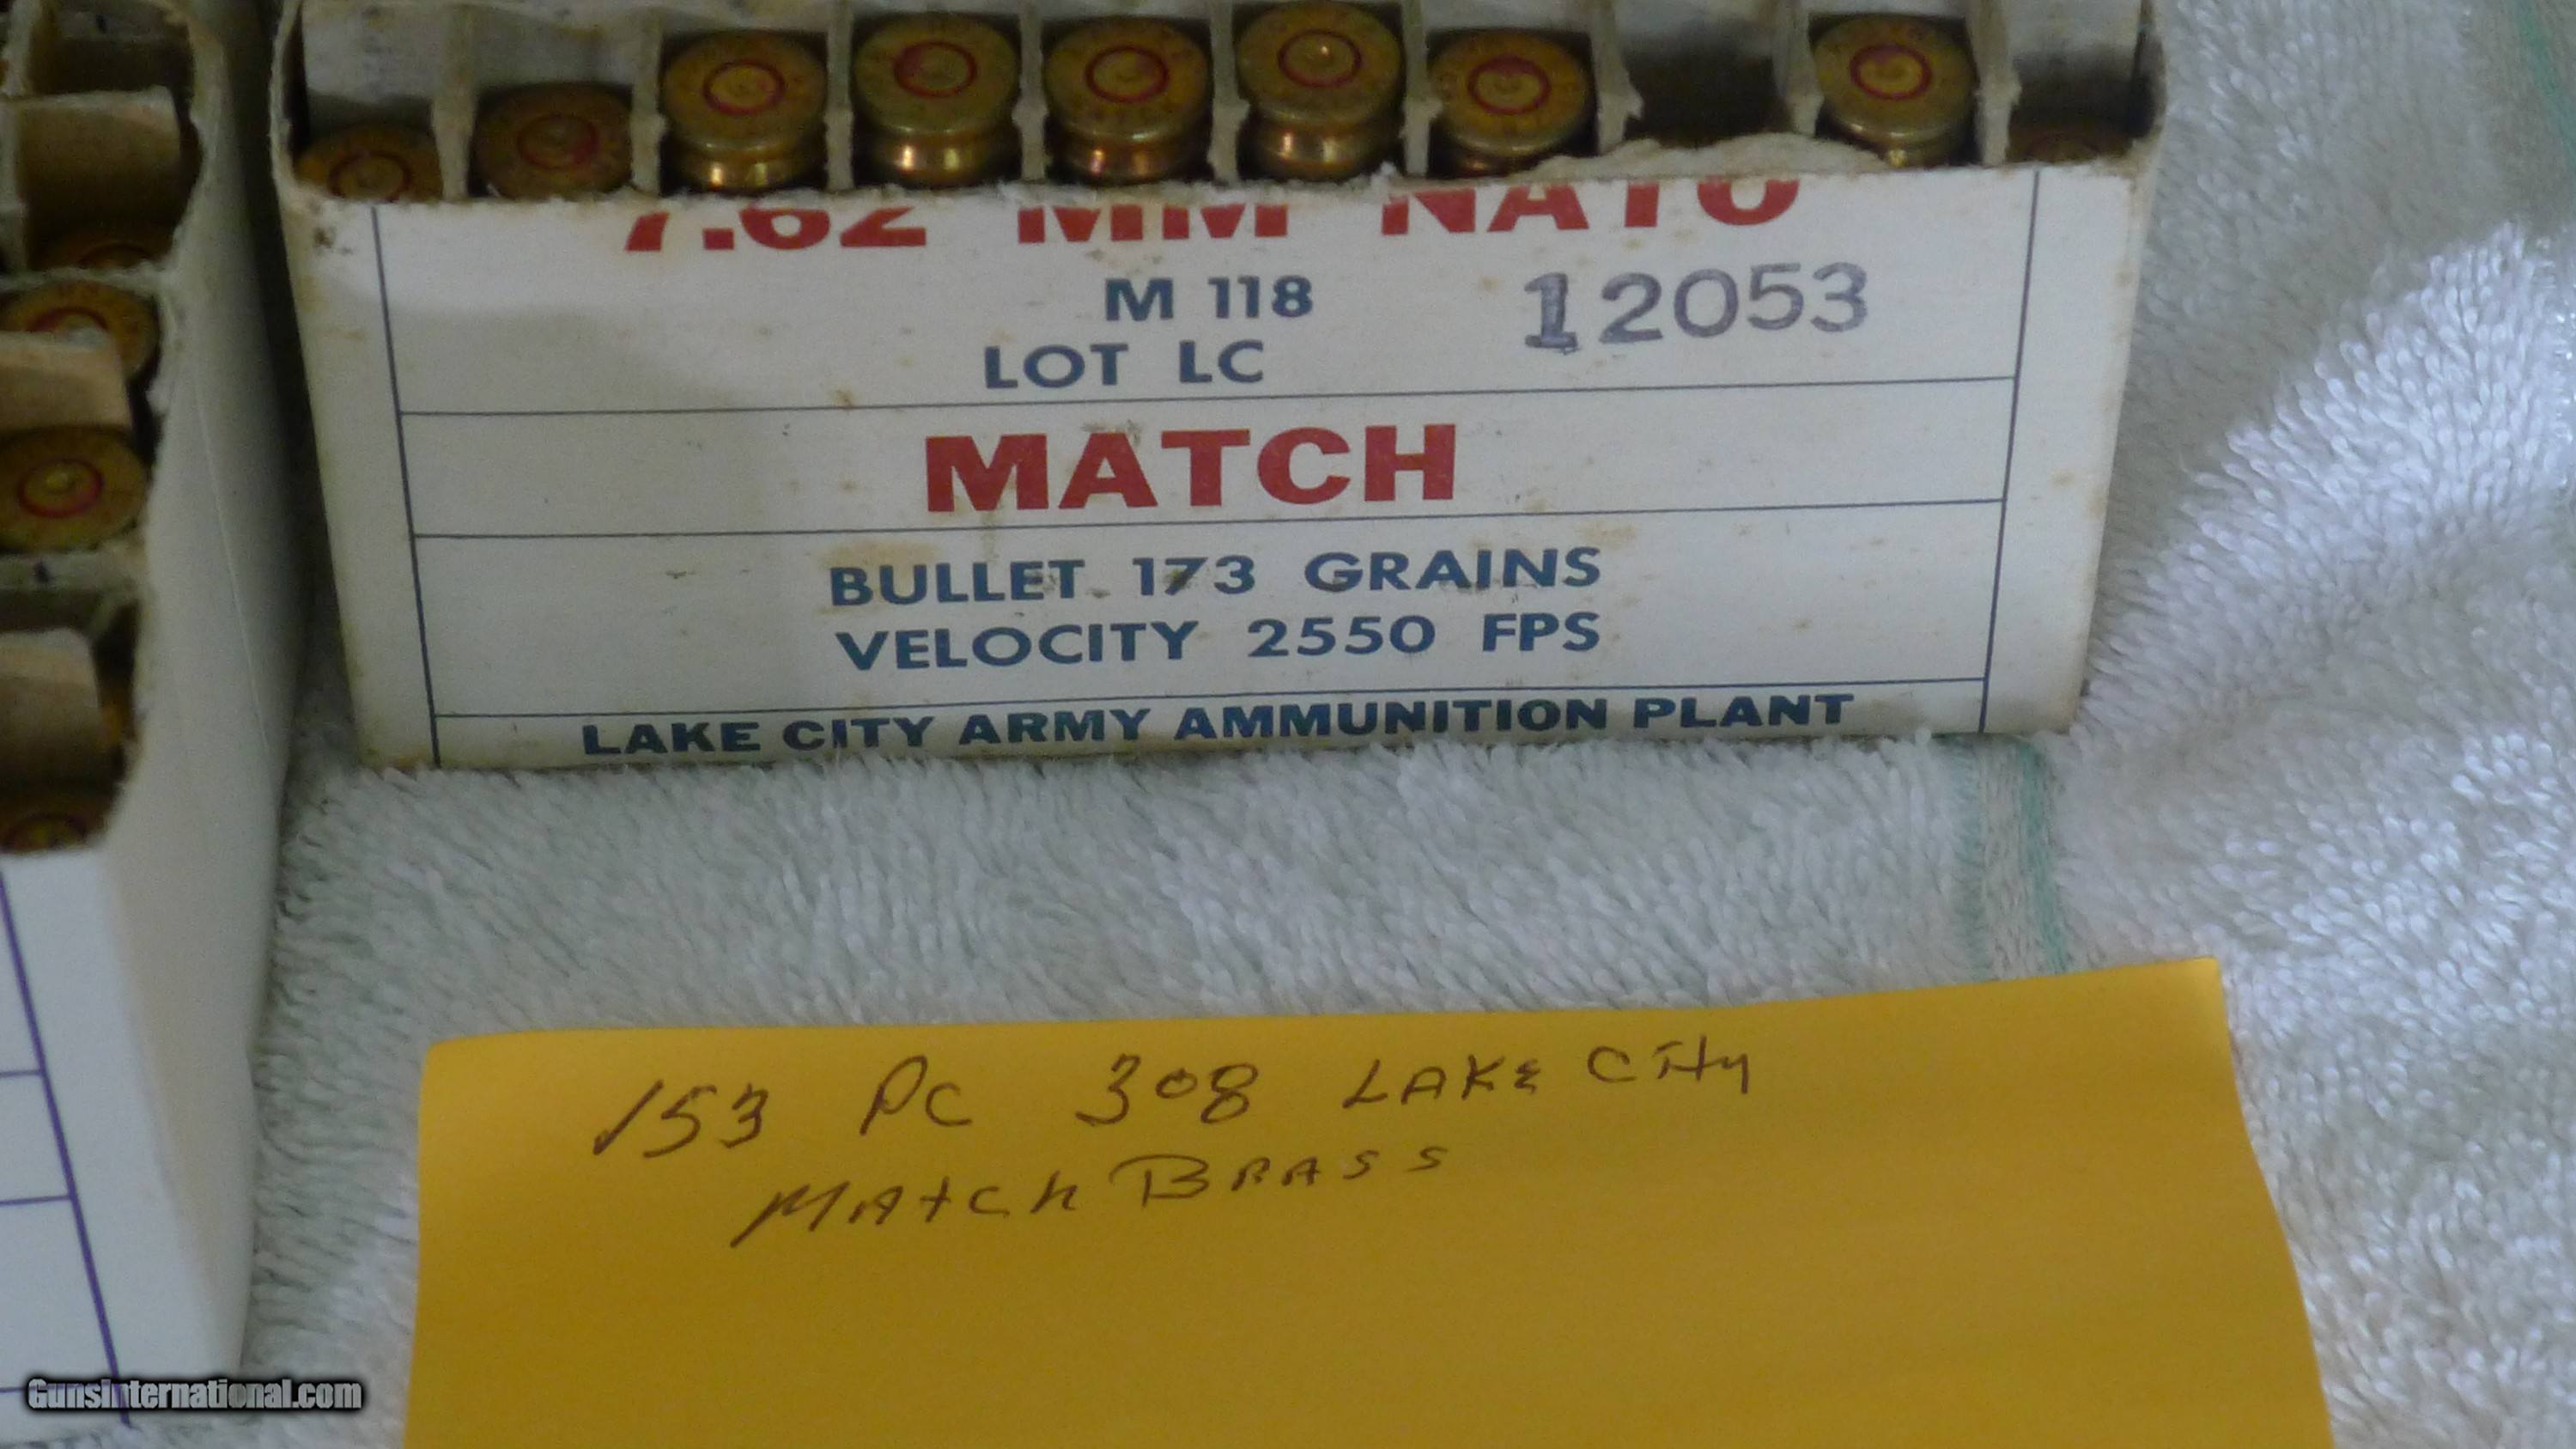 7.62 MM NATO
M 118
LOT LC 12053
MATCH
BULLET 173 GRAINS
VELOCITY 2550 FPS
LAKE CITY ARMY AMMUNITION PLANT
153 PC 308 LAKE CITY
MATCH BRASS
GunsInternational.com